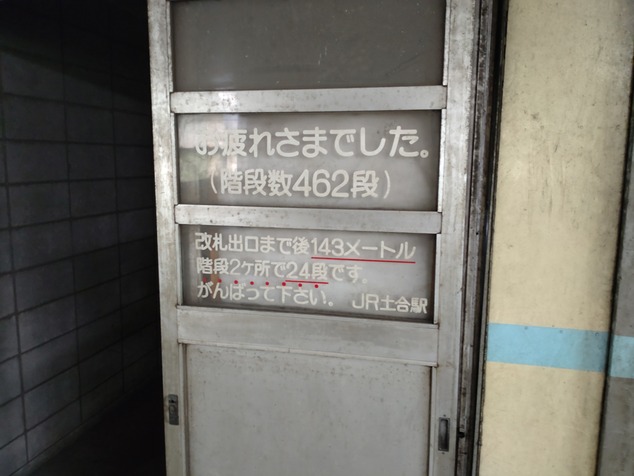 お疲れさまでした。
（階段数462段）
改札出口まで後143メートル
階段2ヶ所で24段です。
がんばって下さい． JR土合駅